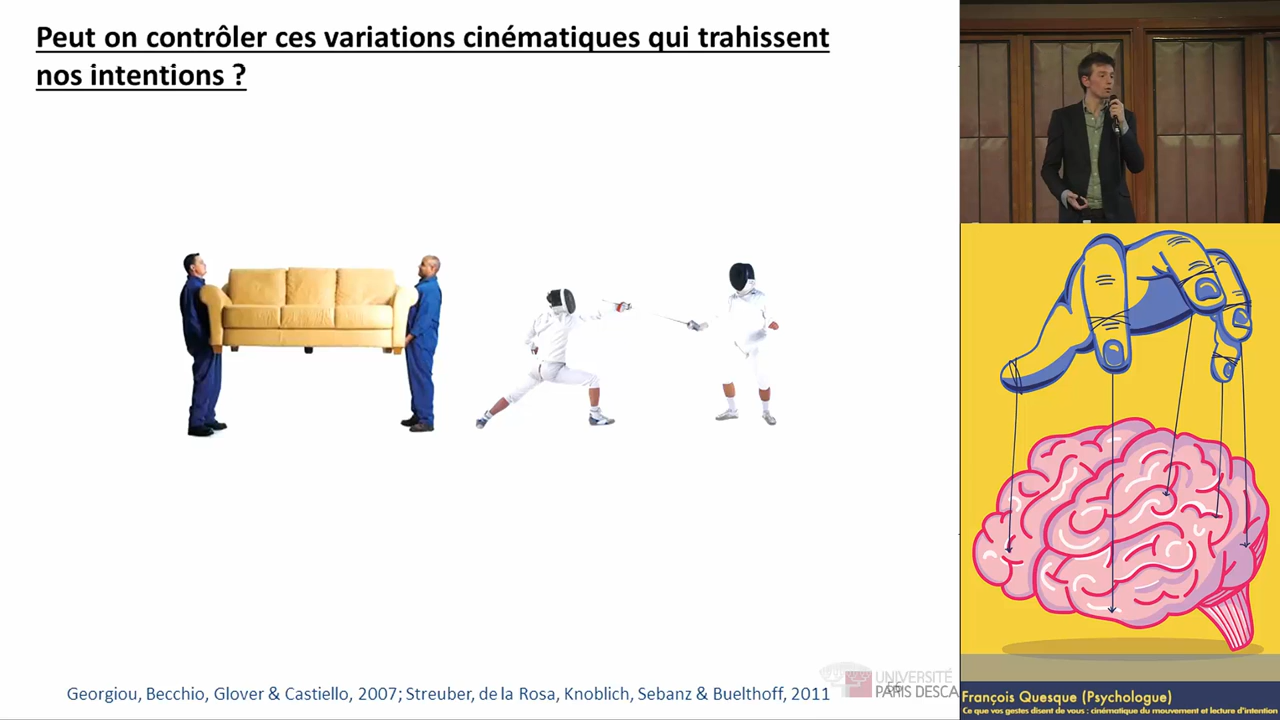 Peut on contrôler ces variations cinématiques qui trahissent
nos intentions ?
Georgiou, Becchio, Glover & Castiello, 2007; Streuber, de la Rosa, Knoblich, Sebanz & Buelthoff, 2011
UNIVERSITÉ
PARIS DESCA
François Quesque (Psychologue)
Ce que vos gestes disent de vous : cinématique du mouvement et lecture d'intention